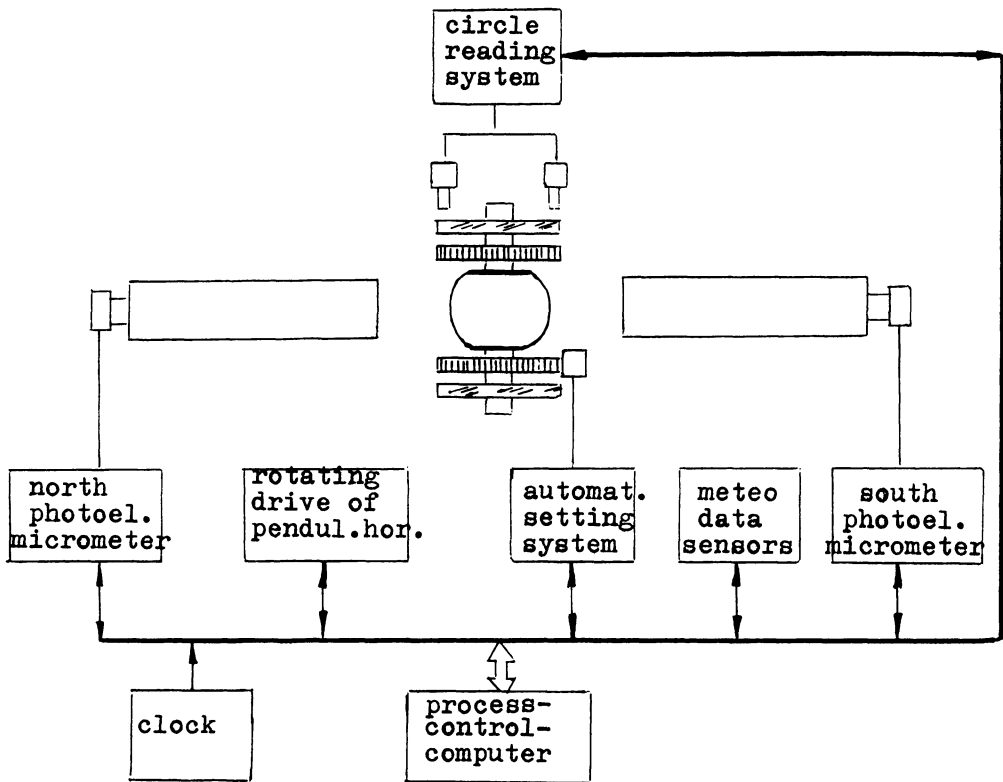 circle
reading
system
north
photoel.
micrometer
rotating
drive of
pendul.hor.
automat.
setting
system
meteo
data
sensors
south
photoel.
micrometer
clock
process-
control-
computer